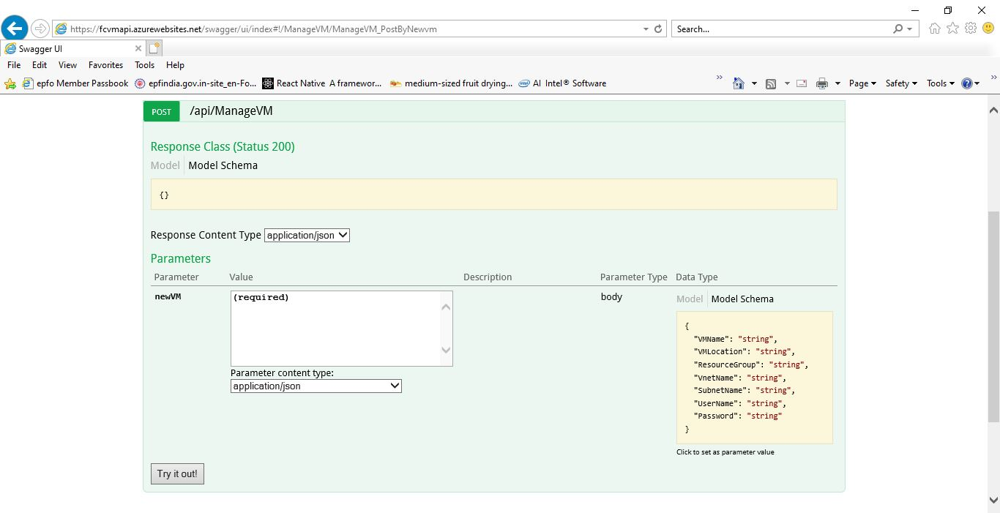 https://fcvmapi.azurewebsites.net/swagger/ui/index#!/ManageVM/ManageVM_PostByNewvm
Search...
Swagger UI
File Edit View Favorites Tools Help
epfo Member Passbook epfindia.gov.in-site_en-Fo... React Native A framewor... medium-sized fruit drying... AI Intel® Software » Page Safety Tools »
POST /api/ManageVM
Response Class (Status 200)
Model Model Schema
{}
Response Content Type application/json
Parameters
Parameter Value Description Parameter Type Data Type
newVM (required) body Model Model Schema
{
"VMName": "string",
"VMLocation": "string",
"ResourceGroup": "string",
"VnetName": "string",
"SubnetName": "string",
"UserName": "string",
"Password": "string"
}
Parameter content type:
application/json
Click to set as parameter value
Try it out!